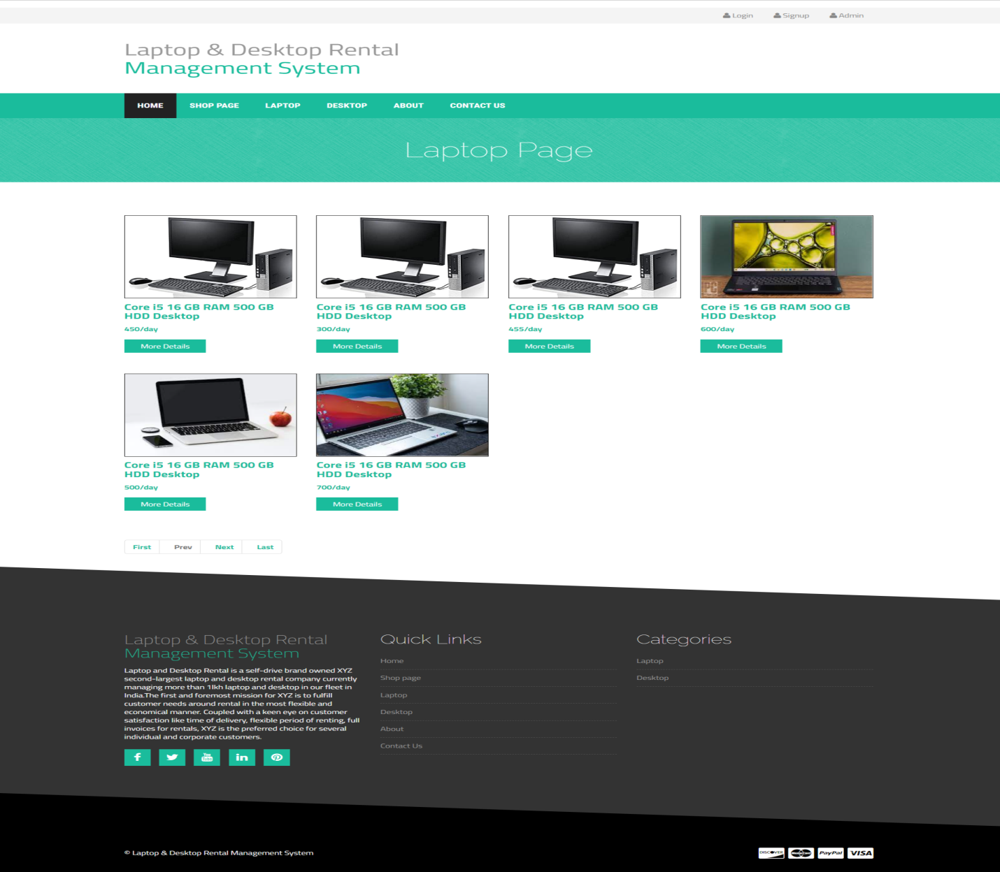 Login Signup Admin
Laptop & Desktop Rental
Management System
HOME SHOP PAGE LAPTOP DESKTOP ABOUT CONTACT US
Laptop Page
PC
Core i5 16 GB RAM 500 GB
HDD Desktop
450/day
More Details
Core i5 16 GB RAM 500 GB
HDD Desktop
300/day
More Details
Core i5 16 GB RAM 500 GB
HDD Desktop
455/day
More Details
Core i5 16 GB RAM 500 GB
HDD Desktop
600/day
More Details
Core i5 16 GB RAM 500 GB
HDD Desktop
500/day
More Details
Core i5 16 GB RAM 500 GB
HDD Desktop
700/day
More Details
First Prev Next Last
Laptop & Desktop Rental
Management System
Laptop and Desktop Rental is a self-drive brand owned XYZ
second-largest laptop and desktop rental company currently
managing more than 1lkh laptop and desktop in our fleet in
India.The first and foremost mission for XYZ is to fulfill
customer needs around rental in the most flexible and
economical manner. Coupled with a keen eye on customer
satisfaction like time of delivery, flexible period of renting, full
invoices for rentals, XYZ is the preferred choice for several
individual and corporate customers.
You Tube
Quick Links
Home
Shop page
Laptop
Desktop
About
Contact Us
Categories
Laptop
Desktop
© Laptop & Desktop Rental Management System
DISCOVER MasterCard PayPal VISA